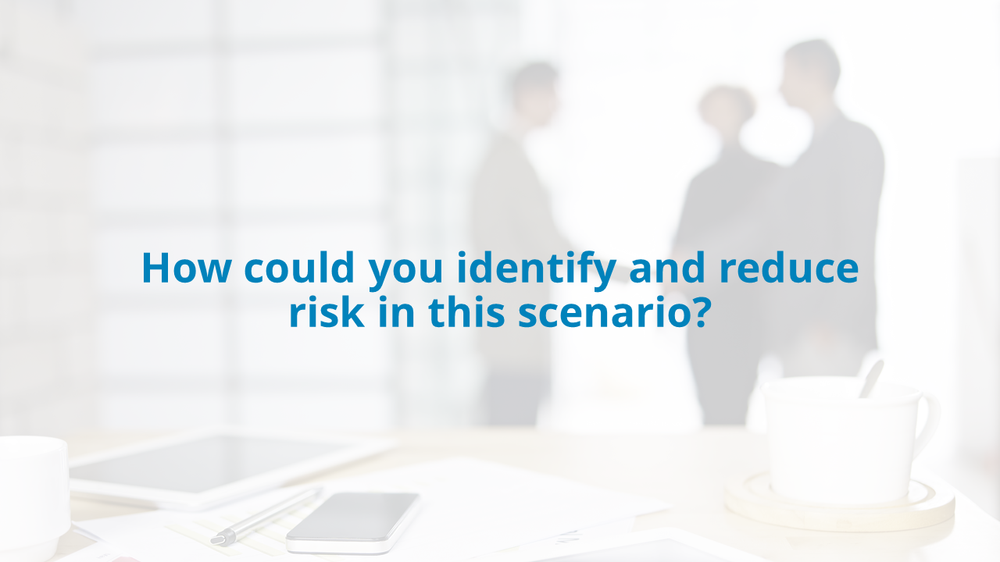 How could you identify and reduce
risk in this scenario?